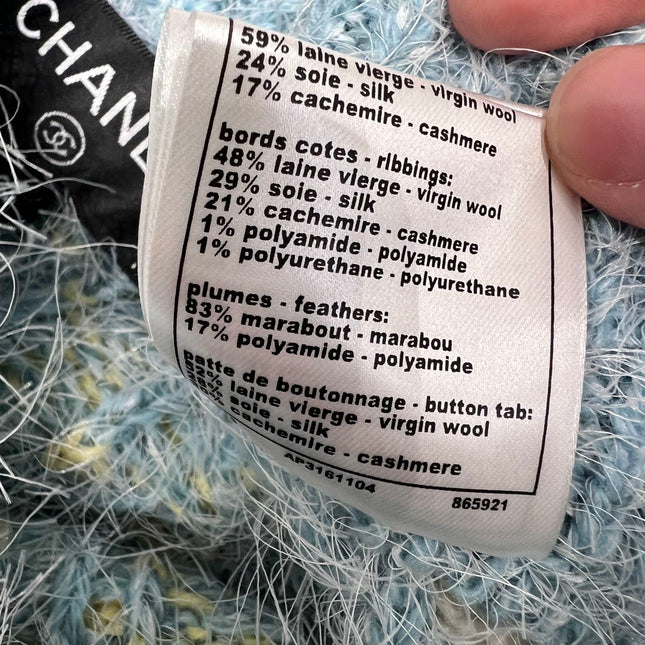 CHANEL
59% laine vierge - virgin wool
24% soie - silk
17% cachemire - cashmere
bords cotes - ribbings:
48% laine vierge - virgin wool
29% soie - silk
21% cachemire - cashmere
1% polyamide - polyamide
1% polyurethane - polyurethane
plumes - feathers:
83% marabout - marabou
17% polyamide - polyamide
patte de boutonnage - button tab:
laine vierge - virgin wool
soie - silk
cachemire - cashmere
AP3161104
865921